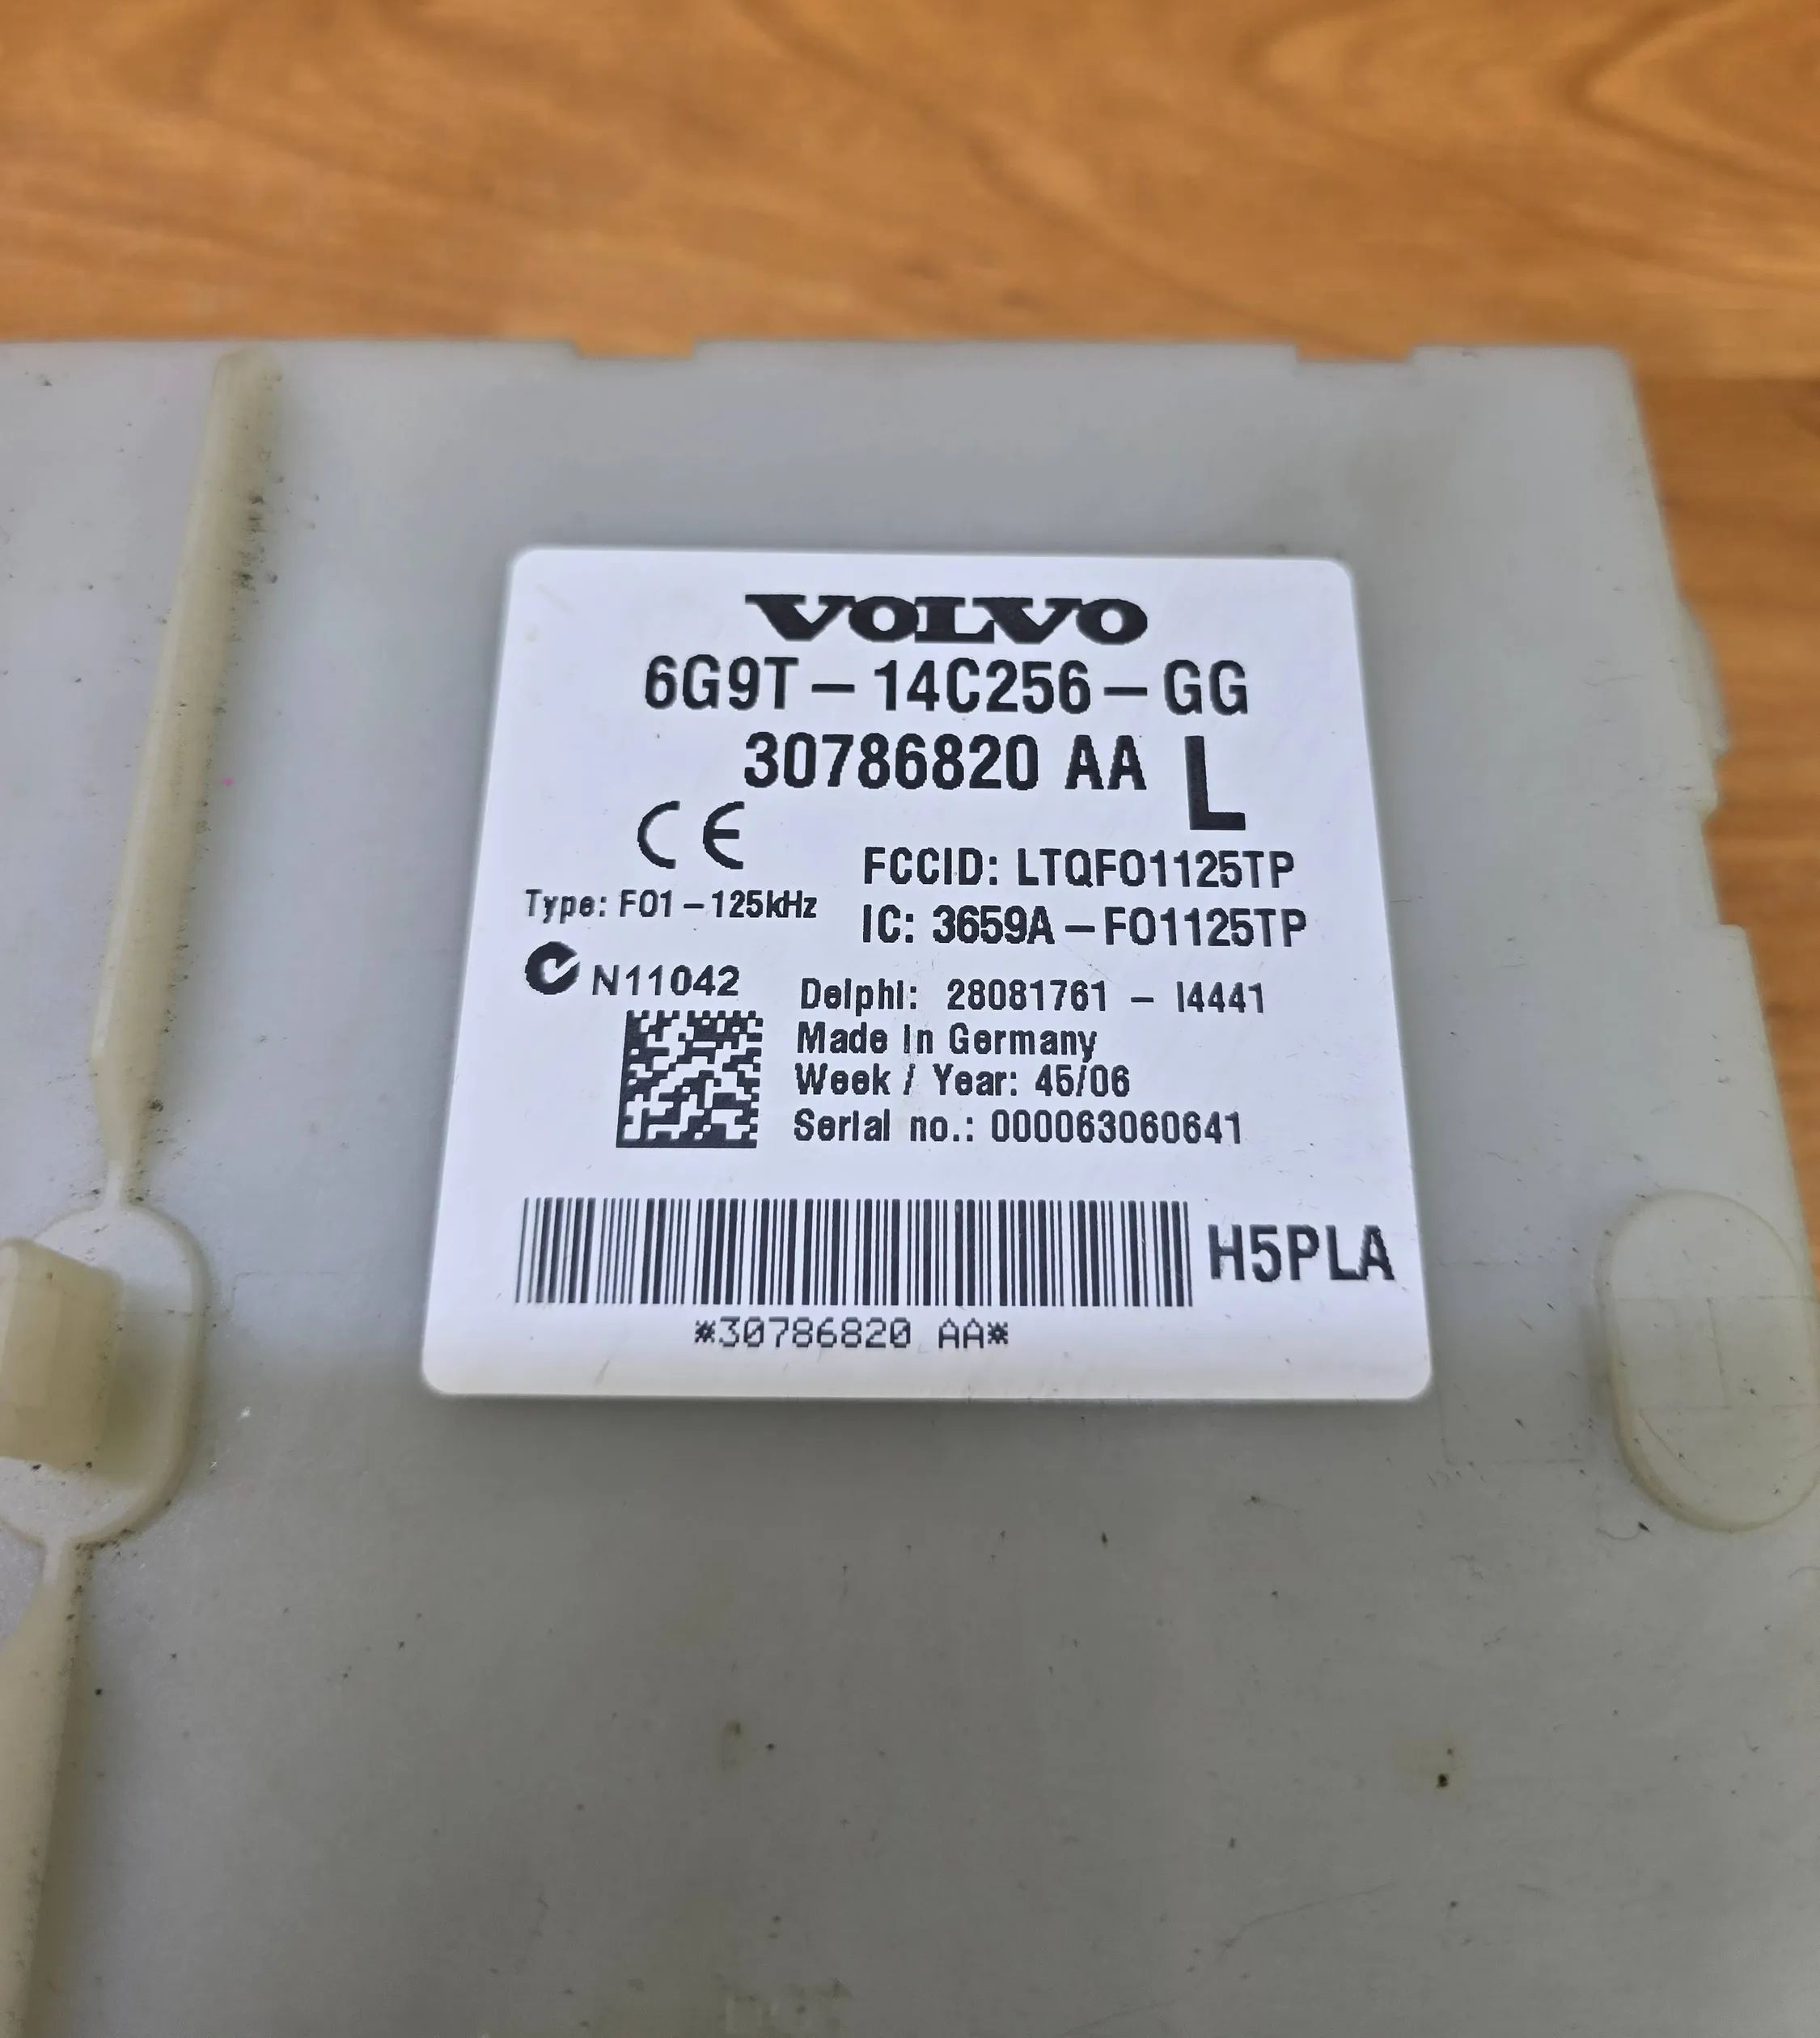 VOLVO
6G9T-14C256-GG
30786820 AA L
CE
FCCID: LTQFO1125TP
Type: FO1-125kHz
IC: 3659A-FO1125TP
N11042
Delphi: 28081761 - I4441
Made In Germany
Week / Year: 45/06
Serial no.: 000063060641
H5PLA
*30786820 AA*